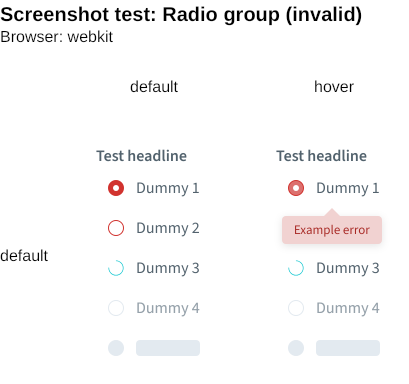 Screenshot test: Radio group (invalid)
Browser: webkit
default hover
Test headline Test headline
Dummy 1 Dummy 1
Dummy 2 Example error
default Dummy 3 Dummy 3
Dummy 4 Dummy 4